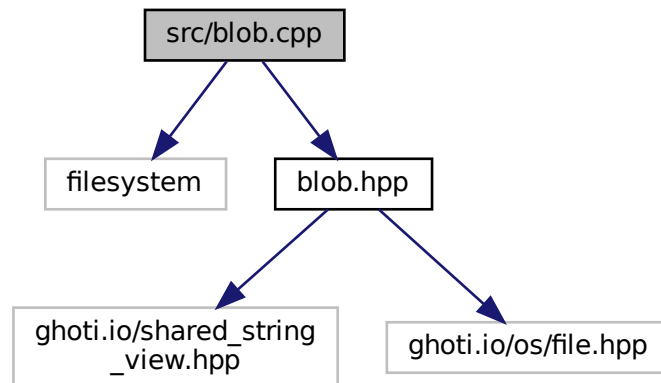 src/blob.cpp
filesystem
blob.hpp
ghoti.io/shared_string
_view.hpp
ghoti.io/os/file.hpp